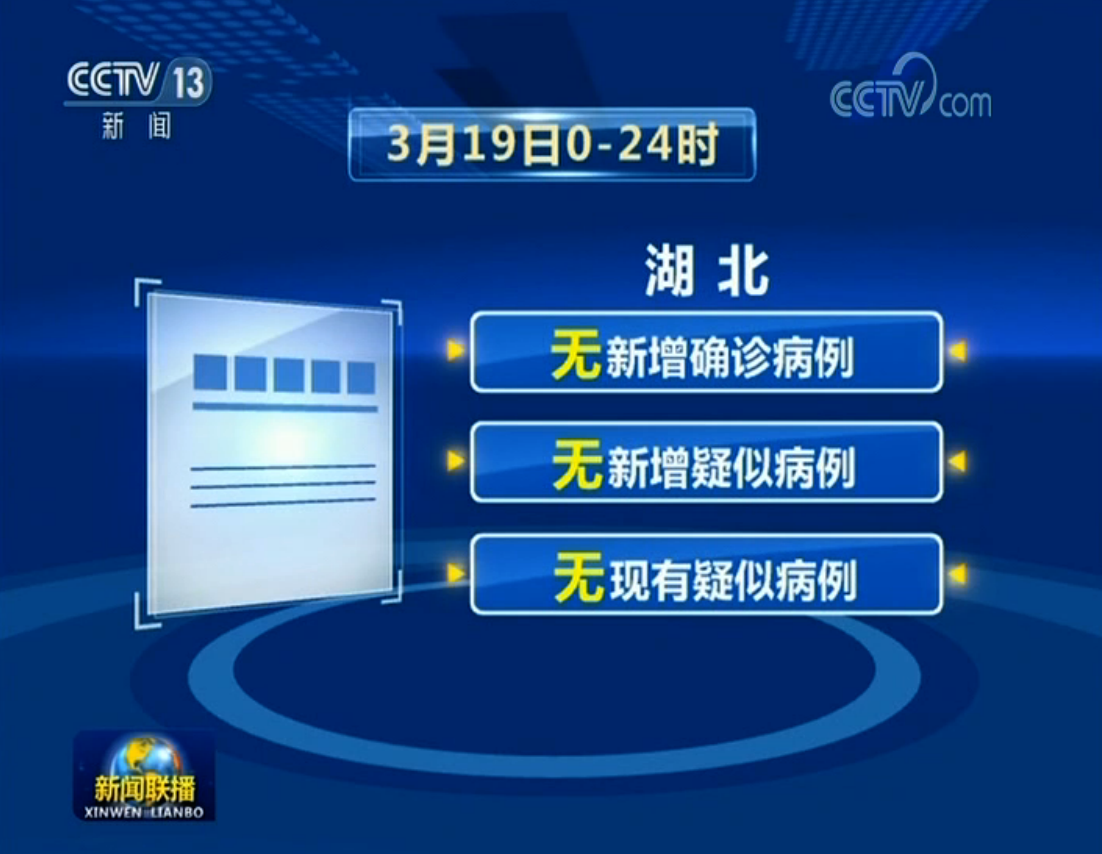 CCTV 13
新闻
CCTV.com
3月19日0-24时
湖北
无新增确诊病例
无新增疑似病例
无现有疑似病例
新闻联播
XINWEN LIANBO